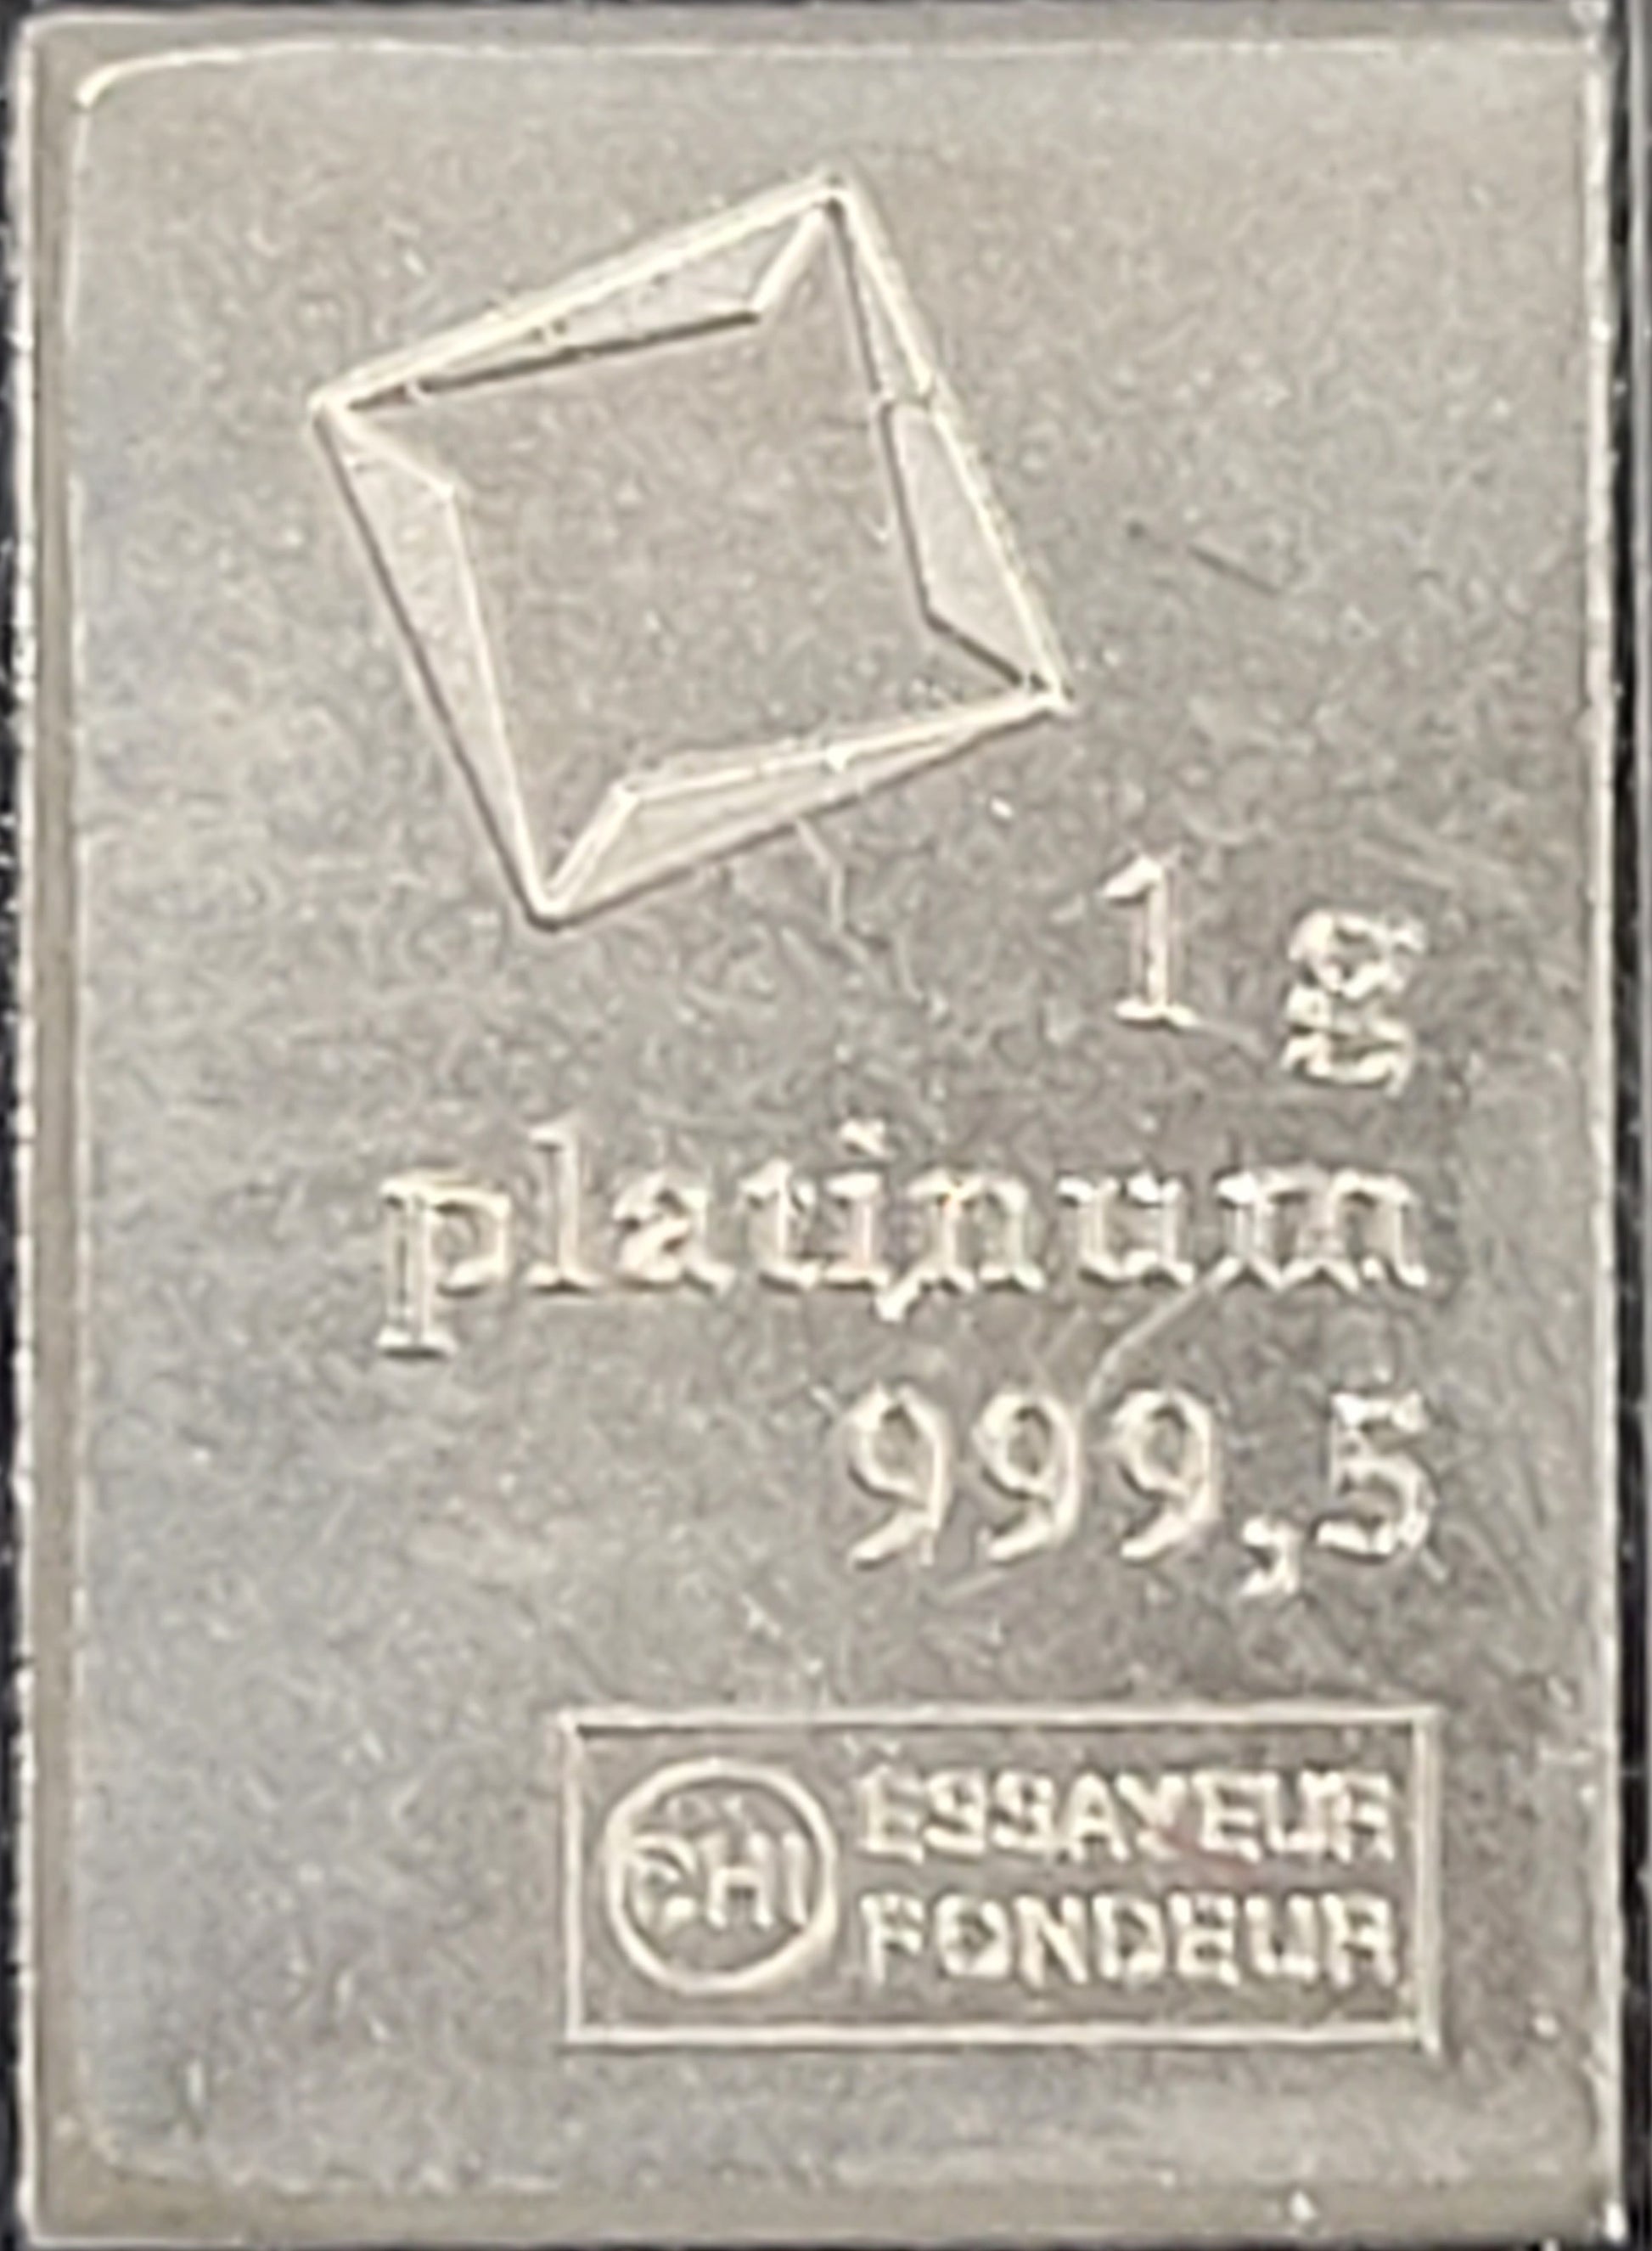 1 g
platinum
999,5
CHI ESSAYEUR
FONDEUR